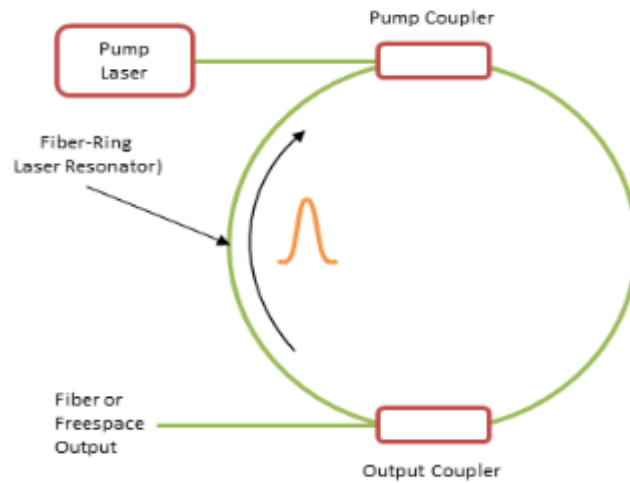 Pump Coupler
Pump
Laser
Fiber-Ring
Laser Resonator)
Fiber or
Freespace
Output
Output Coupler